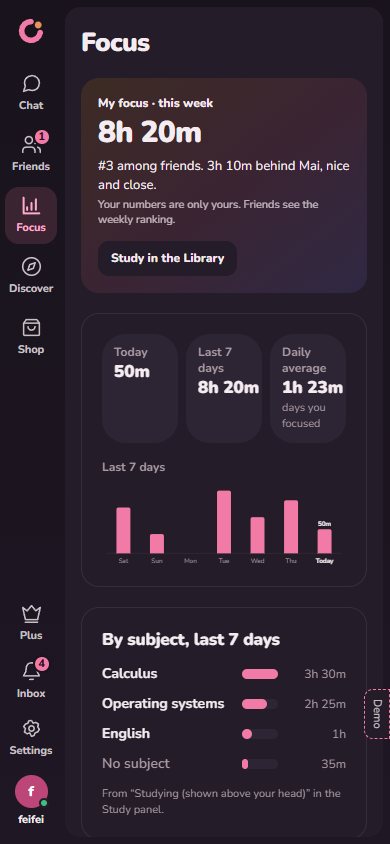 Focus
Chat
1
Friends
Focus
Discover
Shop
My focus · this week
8h 20m
#3 among friends. 3h 10m behind Mai, nice
and close.
Your numbers are only yours. Friends see the
weekly ranking.
Study in the Library
Today
50m
Last 7
days
8h 20m
Daily
average
1h 23m
days you
focused
Last 7 days
50m
Sat
Sun
Mon
Tue
Wed
Thu
Today
By subject, last 7 days
Calculus
3h 30m
Operating systems
2h 25m
English
1h
No subject
35m
From “Studying (shown above your head)” in the
Study panel.
Plus
4
Inbox
Settings
f
feifei
Demo